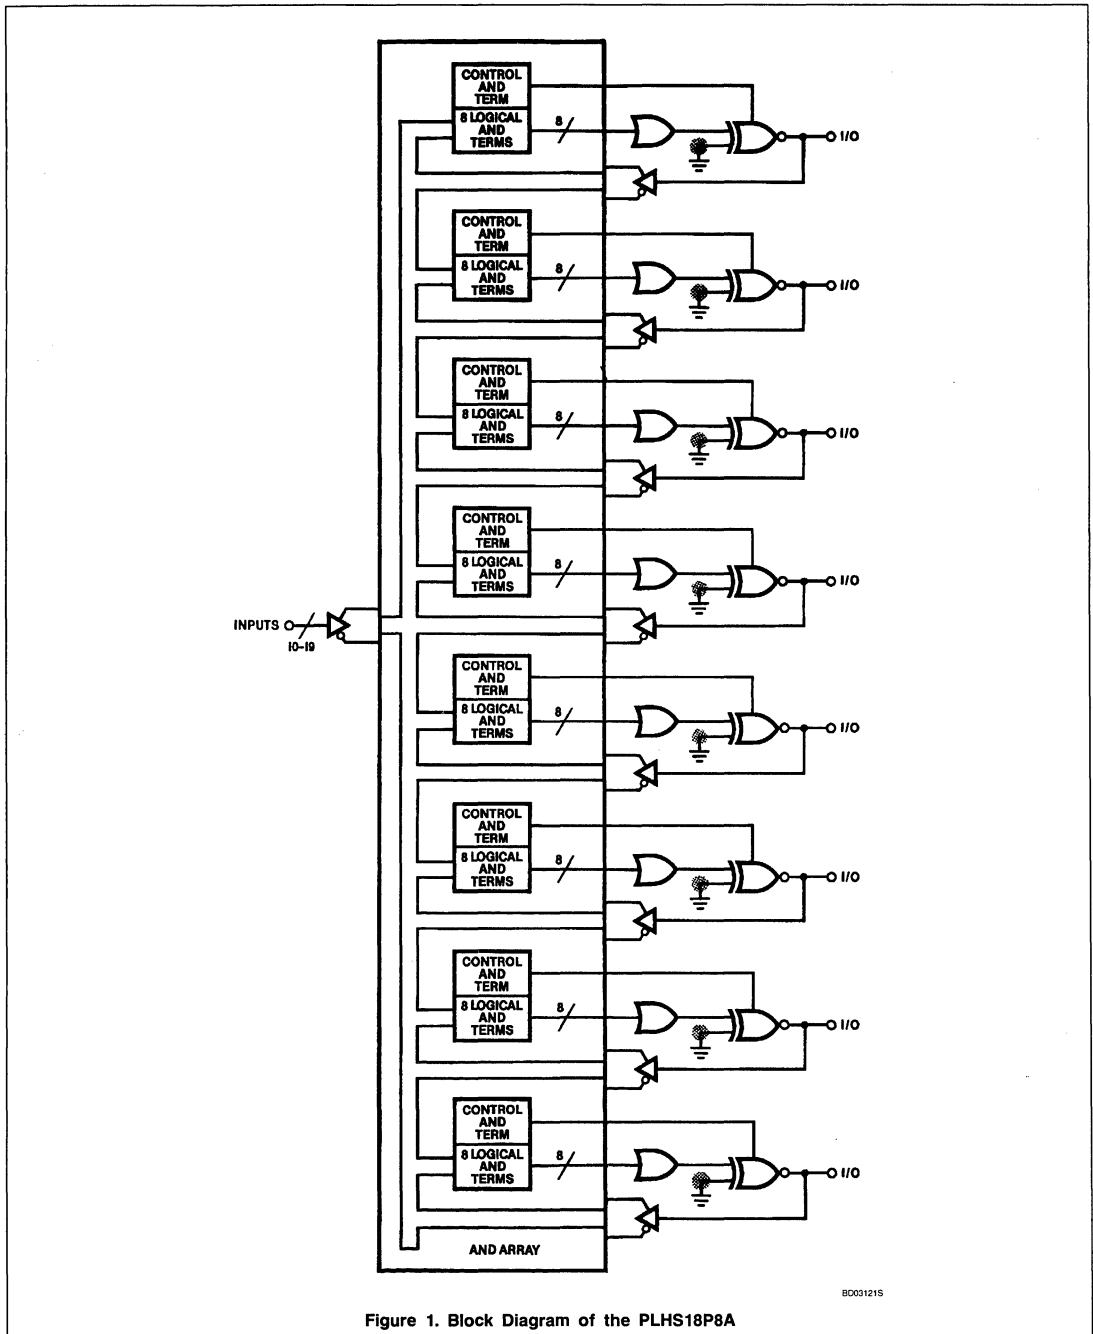 CONTROL
AND
TERM
8 LOGICAL
AND
TERMS
8
I/O
CONTROL
AND
TERM
8 LOGICAL
AND
TERMS
8
I/O
CONTROL
AND
TERM
8 LOGICAL
AND
TERMS
8
I/O
CONTROL
AND
TERM
8 LOGICAL
AND
TERMS
8
I/O
INPUTS
I0-I9
CONTROL
AND
TERM
8 LOGICAL
AND
TERMS
8
I/O
CONTROL
AND
TERM
8 LOGICAL
AND
TERMS
8
I/O
CONTROL
AND
TERM
8 LOGICAL
AND
TERMS
8
I/O
CONTROL
AND
TERM
8 LOGICAL
AND
TERMS
8
I/O
AND ARRAY
BD03121S
Figure 1. Block Diagram of the PLHS18P8A